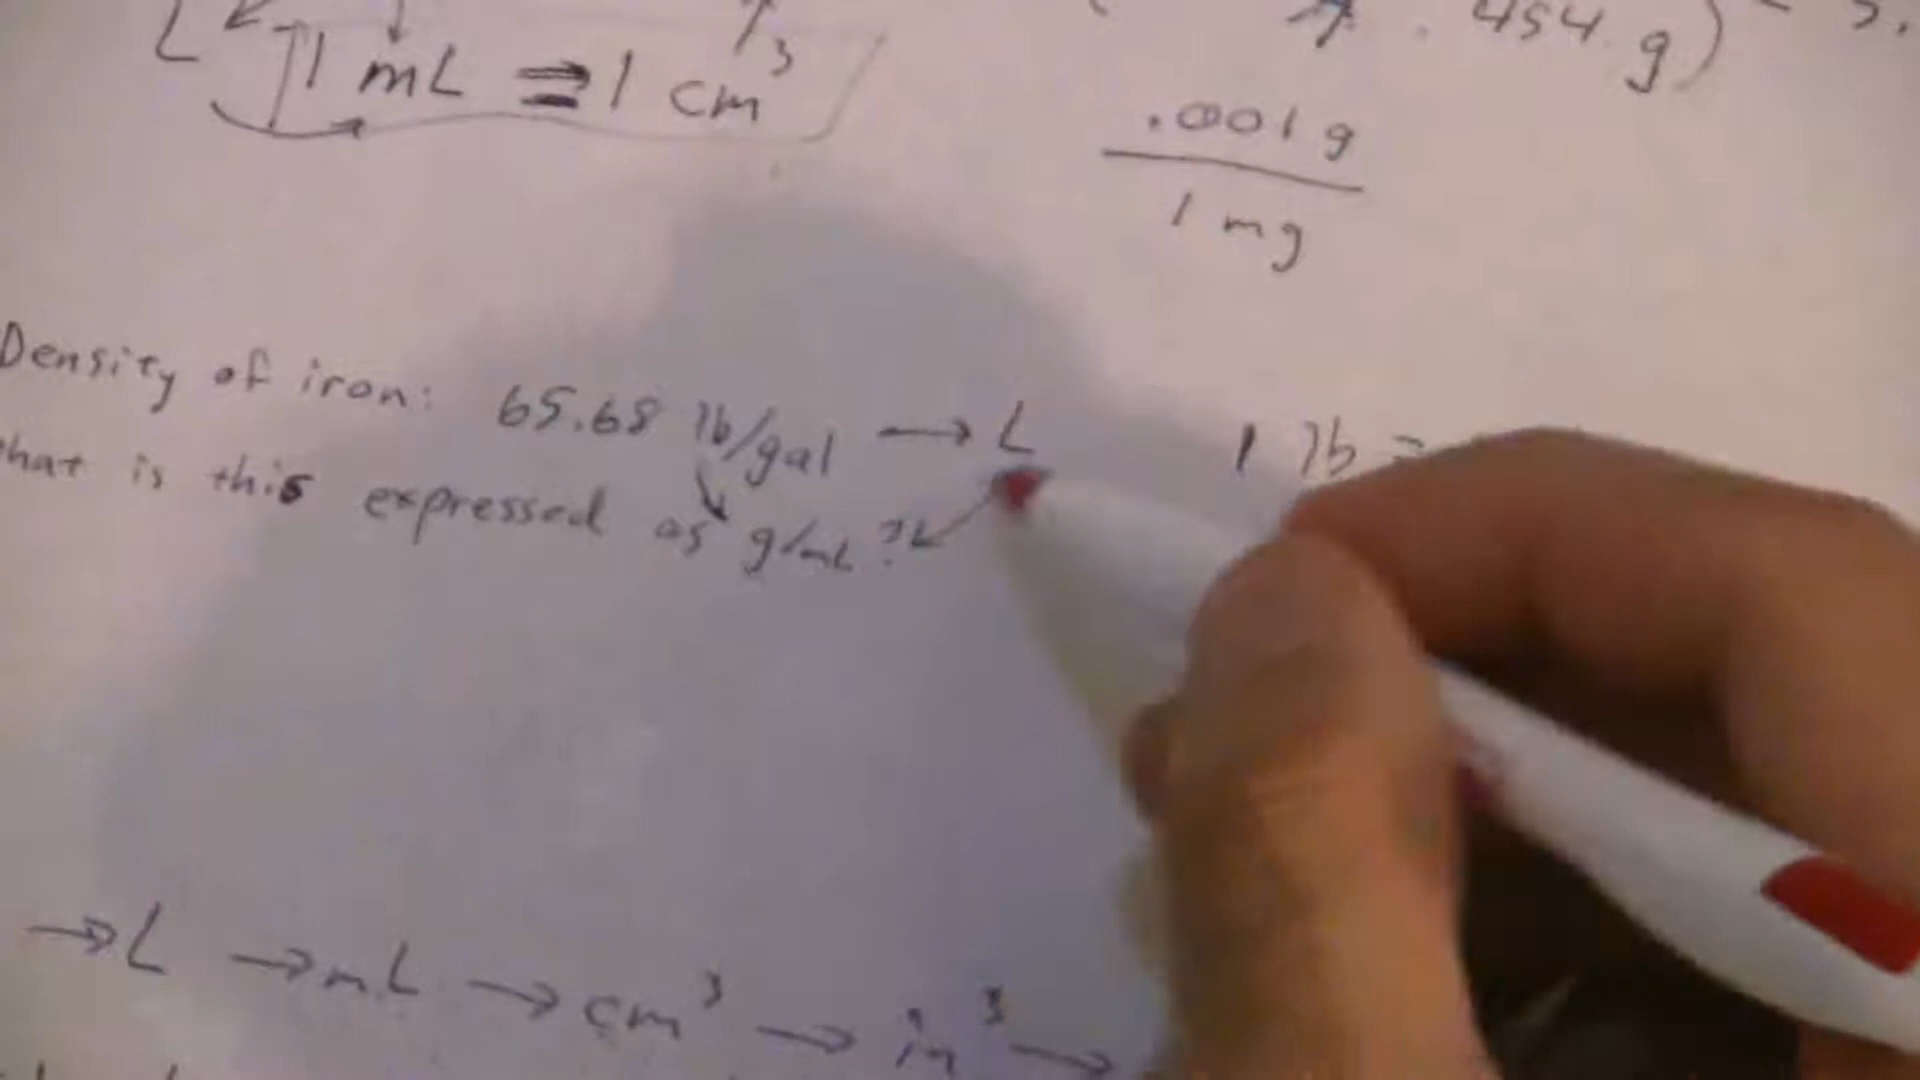 L 1 mL ≡ 1 cm³
. 454 g)
.001 g
1 mg
Density of iron: 65.68 lb/gal → L
hat is this expressed as g/mL ?
1 lb =
→ L → mL → cm³ → in³ →